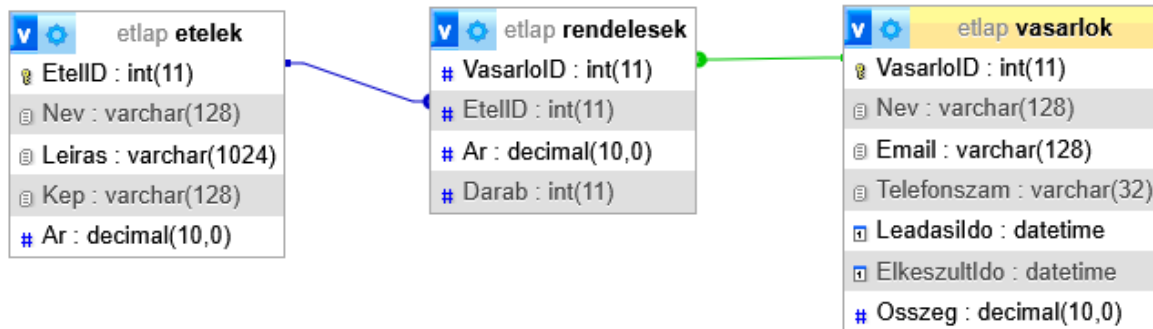 etlap etelek
EtelID : int(11)
Nev : varchar(128)
Leiras : varchar(1024)
Kep : varchar(128)
Ar : decimal(10,0)
etlap rendelesek
VasarloID : int(11)
EtelID : int(11)
Ar : decimal(10,0)
Darab : int(11)
etlap vasarlok
VasarloID : int(11)
Nev : varchar(128)
Email : varchar(128)
Telefonszam : varchar(32)
LeadasiIdo : datetime
ElkeszultIdo : datetime
Osszeg : decimal(10,0)